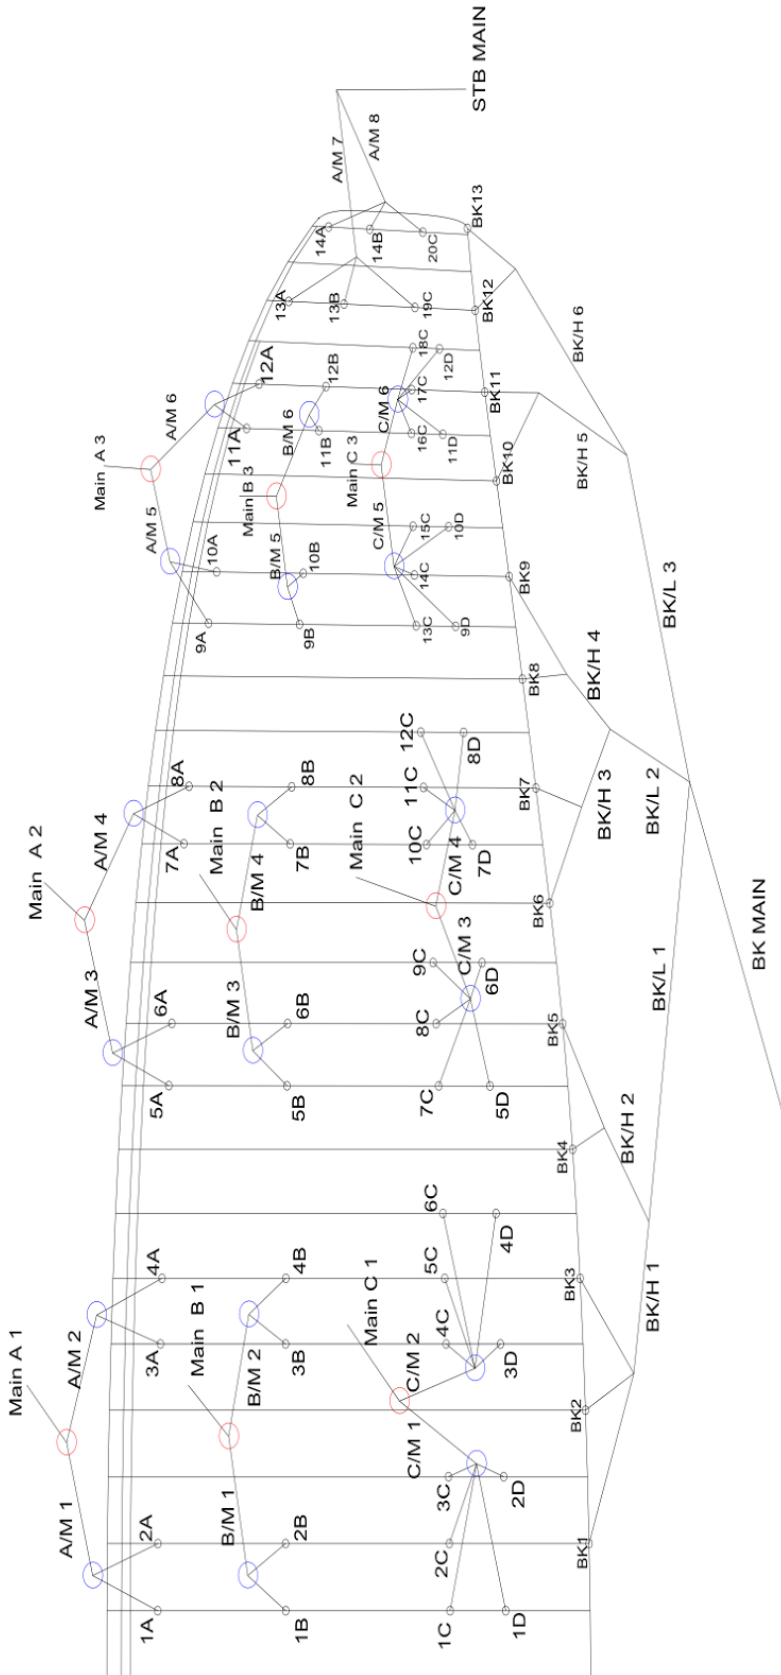 STB MAIN
A/M 7
A/M 8
14A
14B
20C
BK13
13A
13B
19C
BK12
BK/H 6
Main A 3
A/M 6
12A
11A
B/M 6
12B
11B
18C
12D
17C
C/M 6
16C
11D
BK11
BK10
BK/H 5
Main B 3
Main C 3
A/M 5
10A
9A
B/M 5
10B
9B
C/M 5
15C
10D
14C
13C
9D
BK9
BK8
BK/H 4
BK/L 3
Main A 2
A/M 4
8A
7A
Main B 2
8B
B/M 4
7B
Main C 2
12C
8D
11C
10C
C/M 4
7D
BK7
BK/H 3
BK6
BK/L 2
A/M 3
6A
5A
B/M 3
6B
5B
9C
C/M 3
6D
8C
7C
5D
BK5
BK4
BK/H 2
BK/L 1
BK MAIN
Main A 1
A/M 2
4A
3A
Main B 1
4B
B/M 2
3B
Main C 1
6C
4D
5C
4C
C/M 2
3D
BK3
BK2
BK/H 1
A/M 1
2A
1A
B/M 1
2B
1B
C/M 1
3C
2D
2C
1C
1D
BK1